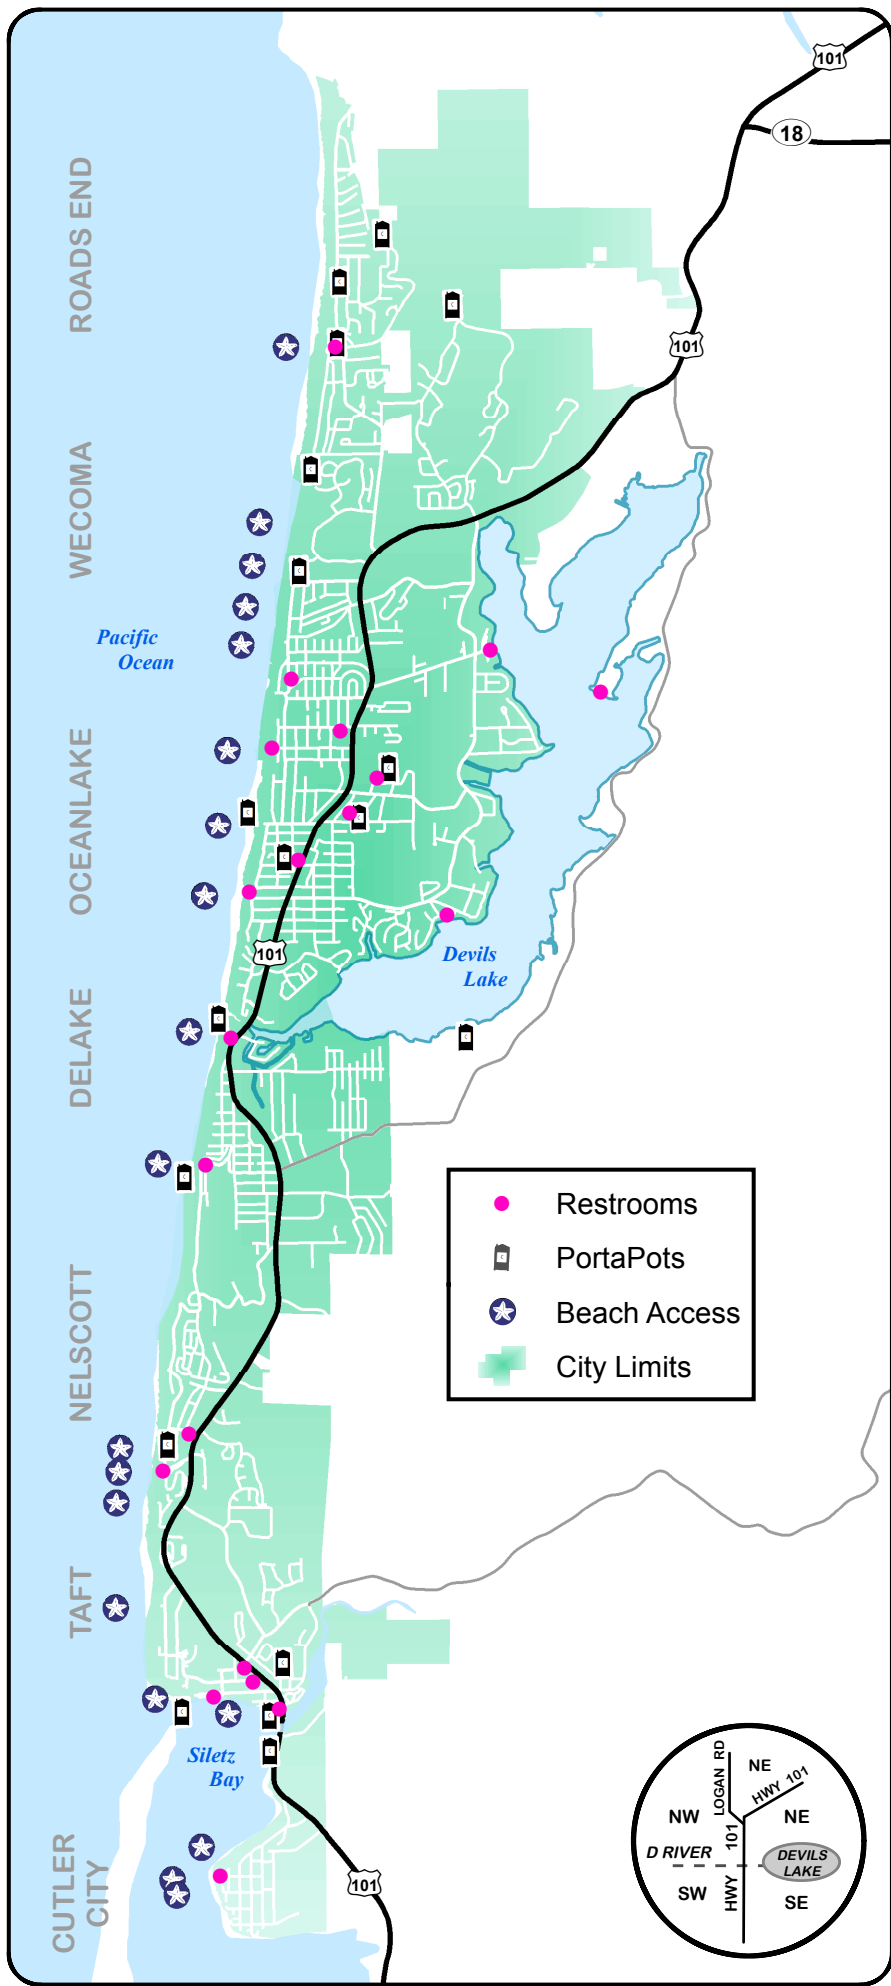 101
18
ROADS END
101
WECOMA
Pacific
Ocean
OCEANLAKE
101
Devils
Lake
DELAKE
Restrooms
PortaPots
Beach Access
City Limits
NELSCOTT
TAFT
Siletz
Bay
CUTLER
CITY
101
LOGAN RD
NE
HWY 101
NW
NE
101
D RIVER
DEVILS
LAKE
SW
HWY
SE